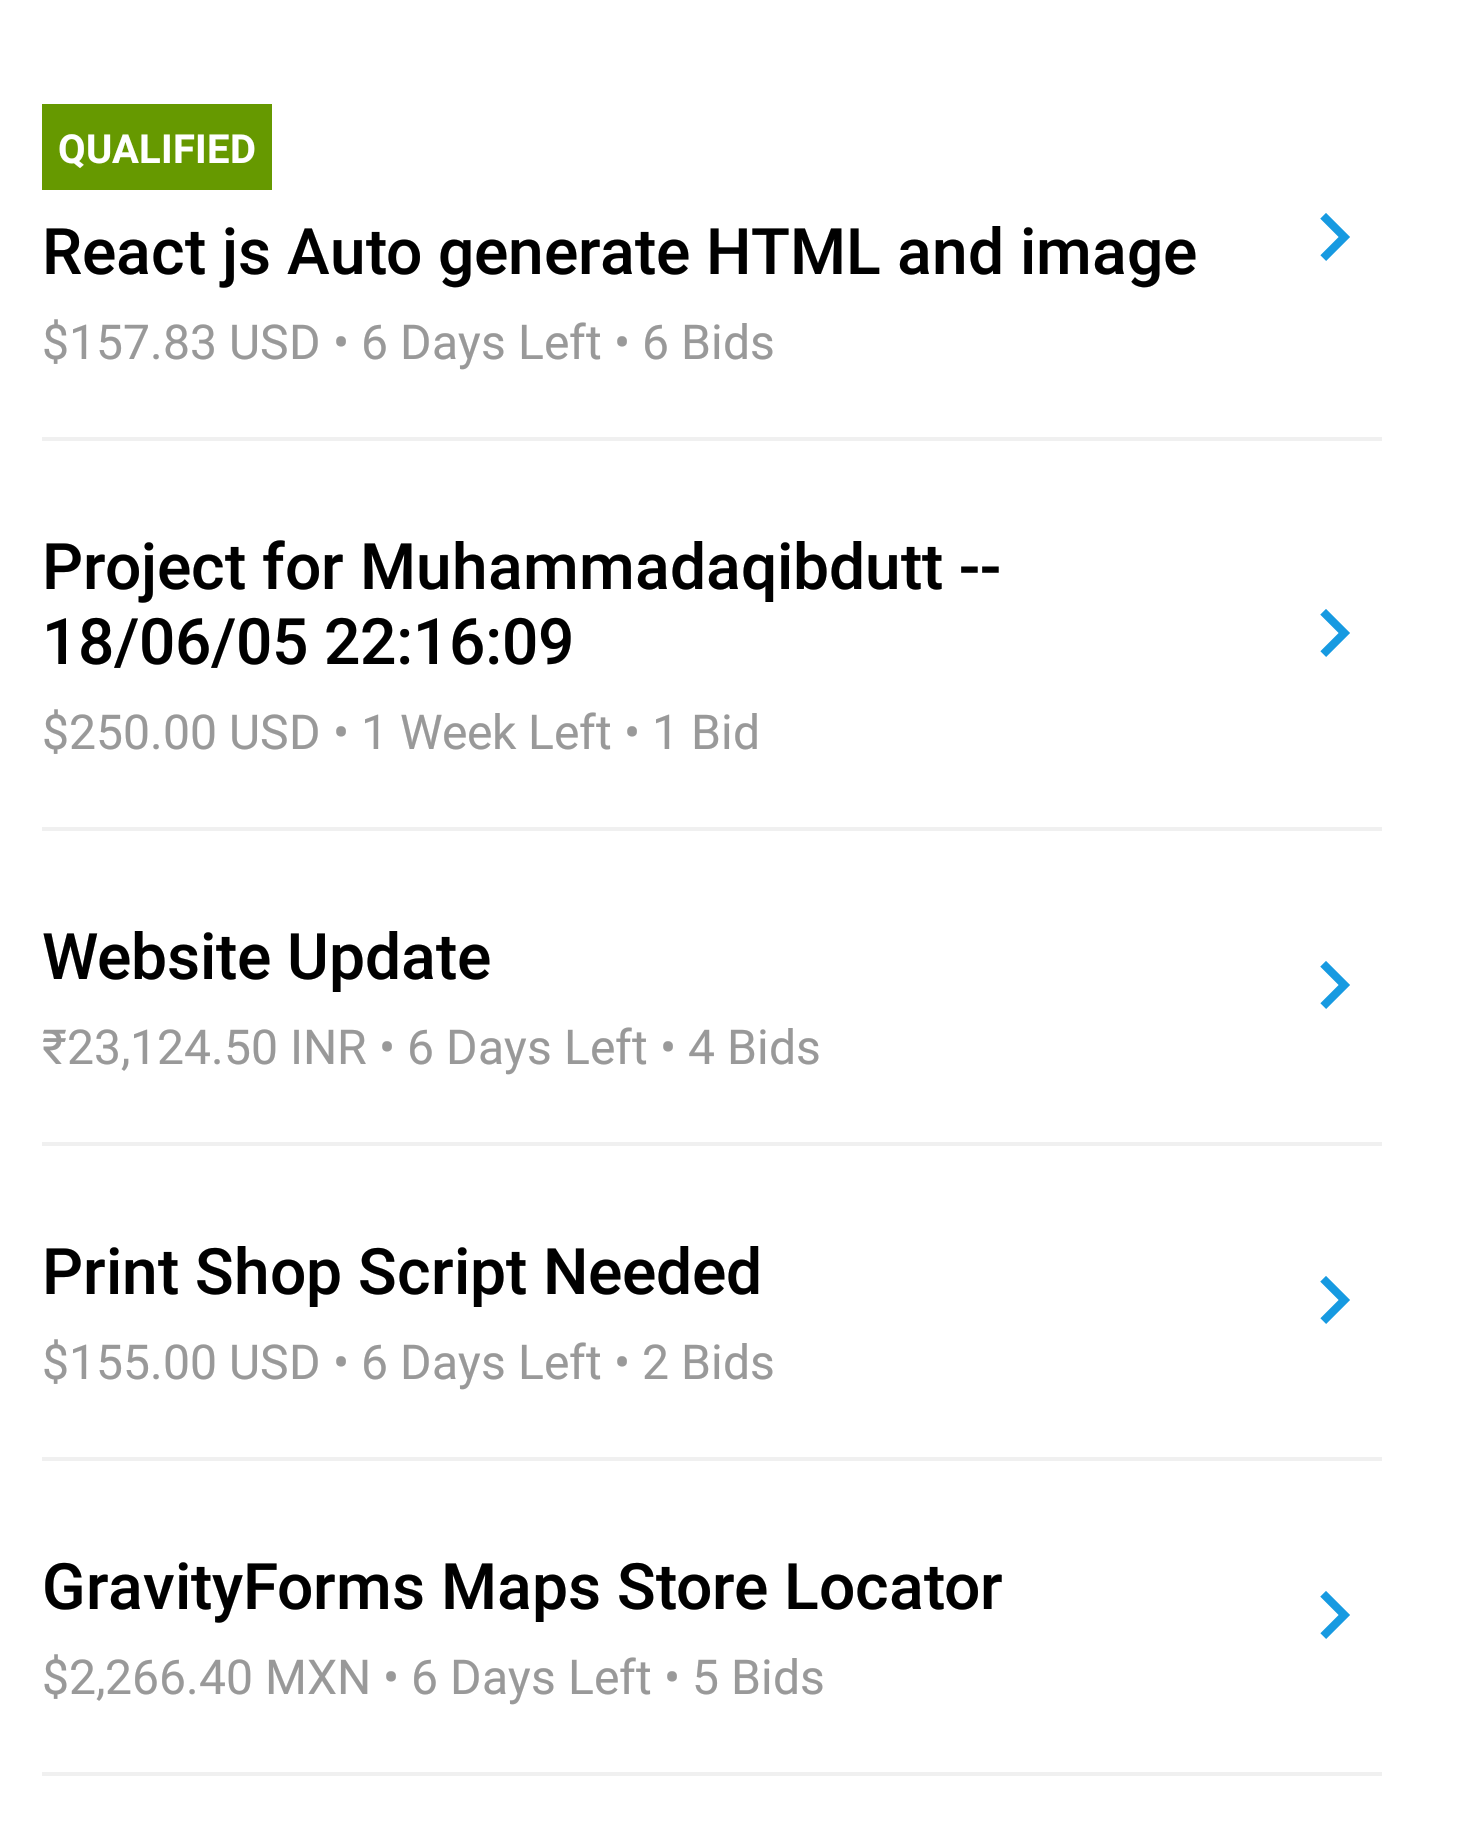 QUALIFIED
React js Auto generate HTML and image
$157.83 USD • 6 Days Left • 6 Bids
Project for Muhammadaqibdutt --
18/06/05 22:16:09
$250.00 USD • 1 Week Left • 1 Bid
Website Update
₹23,124.50 INR • 6 Days Left • 4 Bids
Print Shop Script Needed
$155.00 USD • 6 Days Left • 2 Bids
GravityForms Maps Store Locator
$2,266.40 MXN • 6 Days Left • 5 Bids